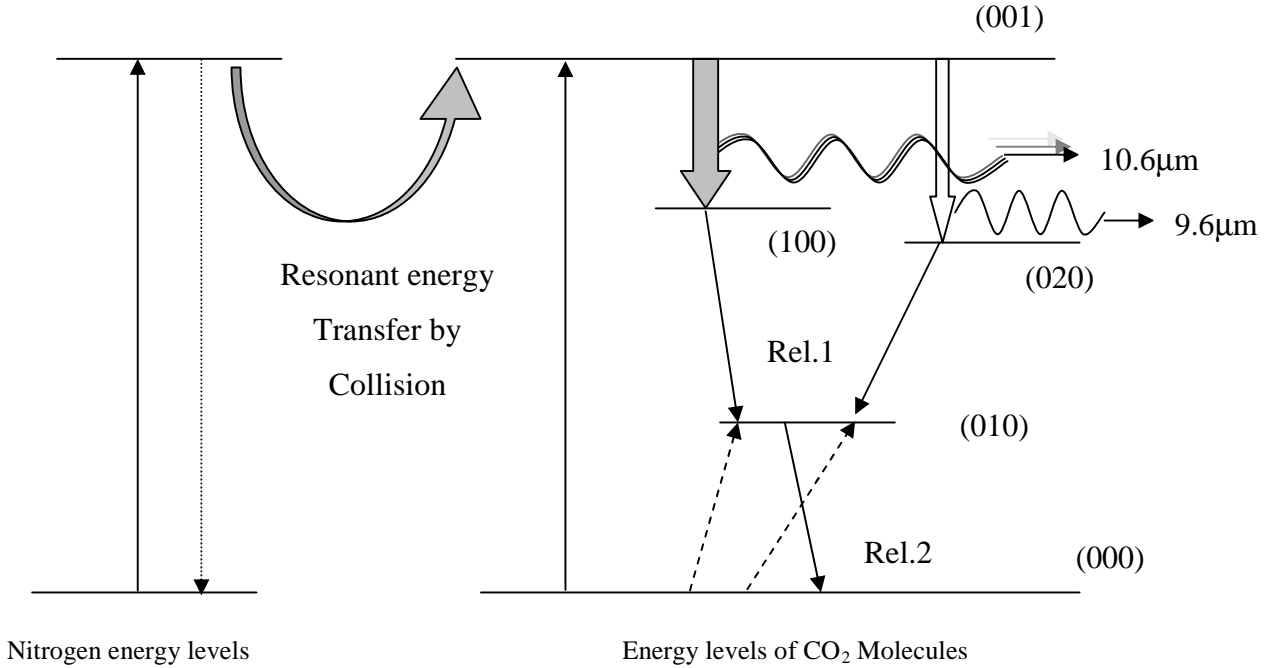 (001)
10.6μm
9.6μm
(100)
(020)
Resonant energy
Transfer by
Collision
Rel.1
(010)
Rel.2
(000)
Nitrogen energy levels
Energy levels of CO₂ Molecules